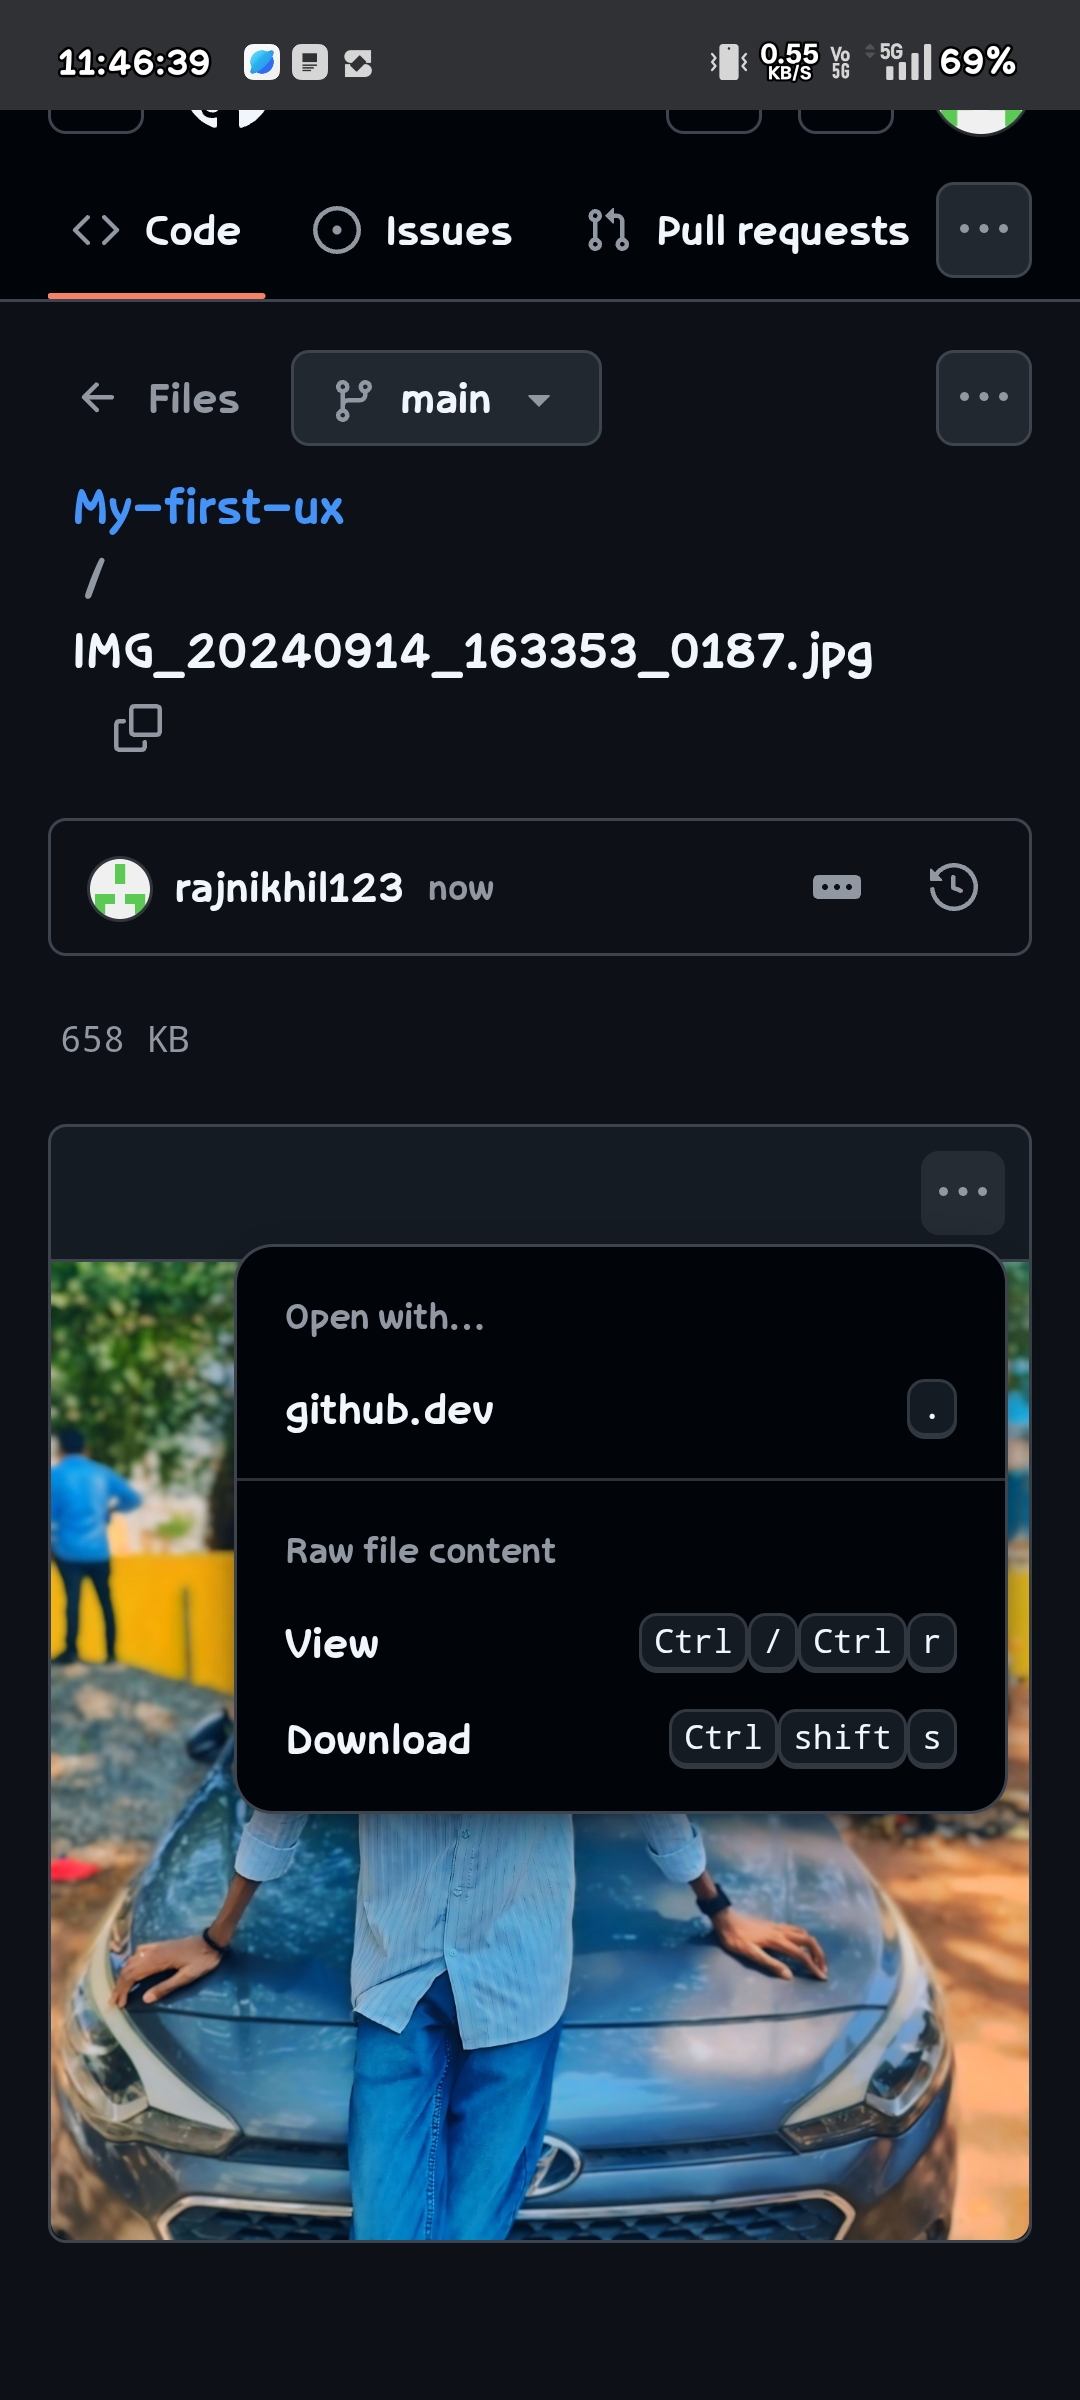 11:46:39 0.55 KB/S Vo 5G 5G 69%
Code Issues Pull requests
Files main
My-first-ux
/
IMG_20240914_163353_0187.jpg
rajnikhil123 now
658 KB
Open with...
github.dev .
Raw file content
View Ctrl / Ctrl r
Download Ctrl shift s